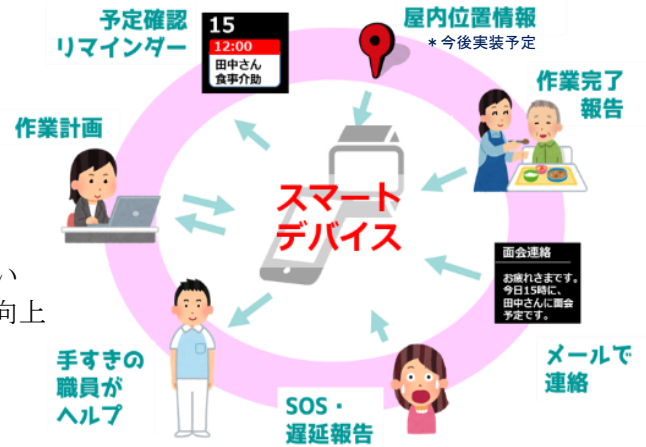 予定確認
リマインダー
15
12:00
田中さん
食事介助
屋内位置情報
＊今後実装予定
作業完了
報告
作業計画
スマート
デバイス
面会連絡
お疲れさまです。
今日15時に、
田中さんに面会
予定です。
い
向上
手すきの
職員が
ヘルプ
SOS・
遅延報告
メールで
連絡